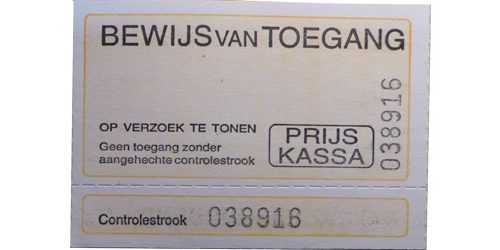 BEWIJS VAN TOEGANG
038916
OP VERZOEK TE TONEN
Geen toegang zonder
aangehechte controlestrook
PRIJS
KASSA
Controlestrook 038916